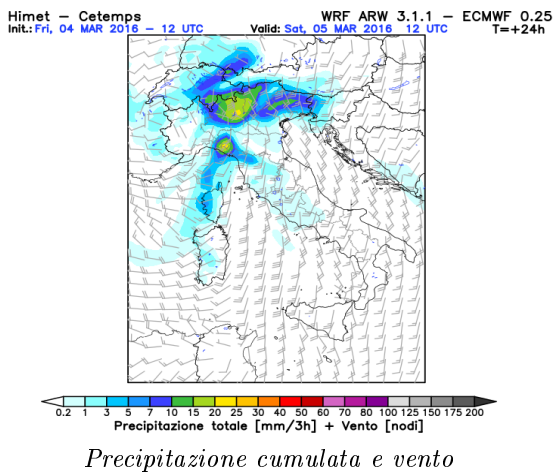 Himet – Cetemps WRF ARW 3.1.1 – ECMWF 0.25
Init.: Fri, 04 MAR 2016 – 12 UTC Valid: Sat, 05 MAR 2016 12 UTC T=+24h
0.2 1 3 5 7 10 15 20 25 30 40 50 60 70 80 100 125 150 175 200
Precipitazione totale [mm/3h] + Vento [nodi]
Precipitazione cumulata e vento